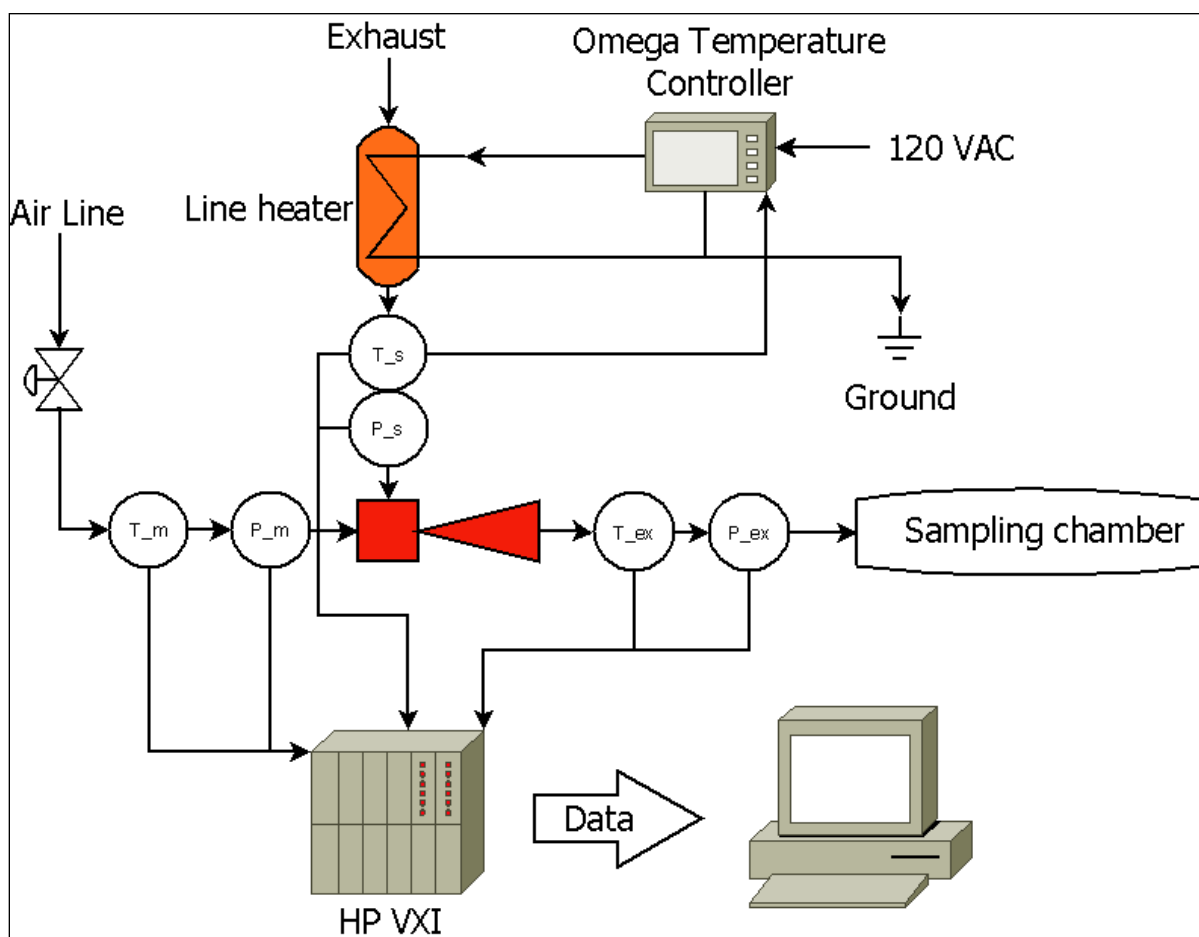 Exhaust
Omega Temperature
Controller
120 VAC
Line heater
Air Line
T_s
Ground
P_s
T_m
P_m
T_ex
P_ex
Sampling chamber
Data
HP VXI